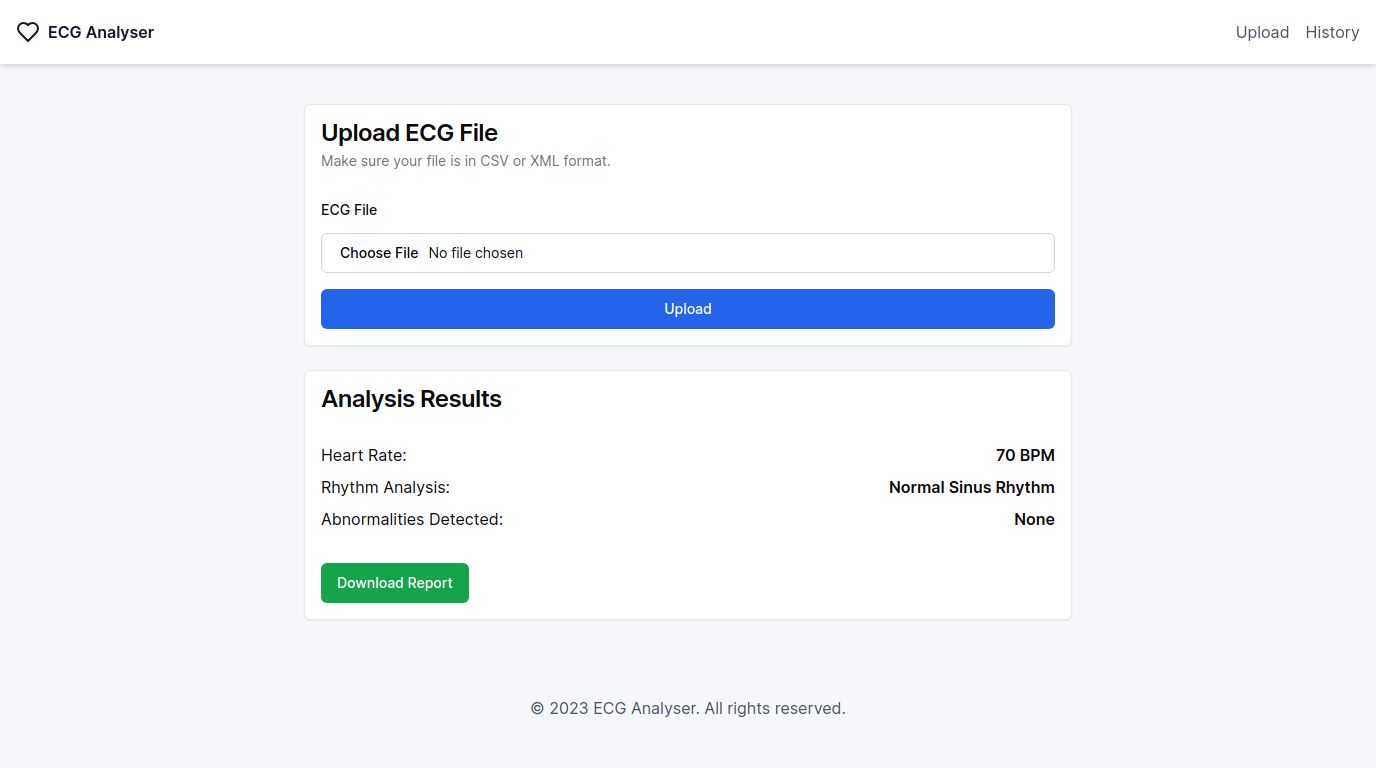 ECG Analyser
Upload History
Upload ECG File
Make sure your file is in CSV or XML format.
ECG File
Choose File No file chosen
Upload
Analysis Results
Heart Rate: 70 BPM
Rhythm Analysis: Normal Sinus Rhythm
Abnormalities Detected: None
Download Report
© 2023 ECG Analyser. All rights reserved.